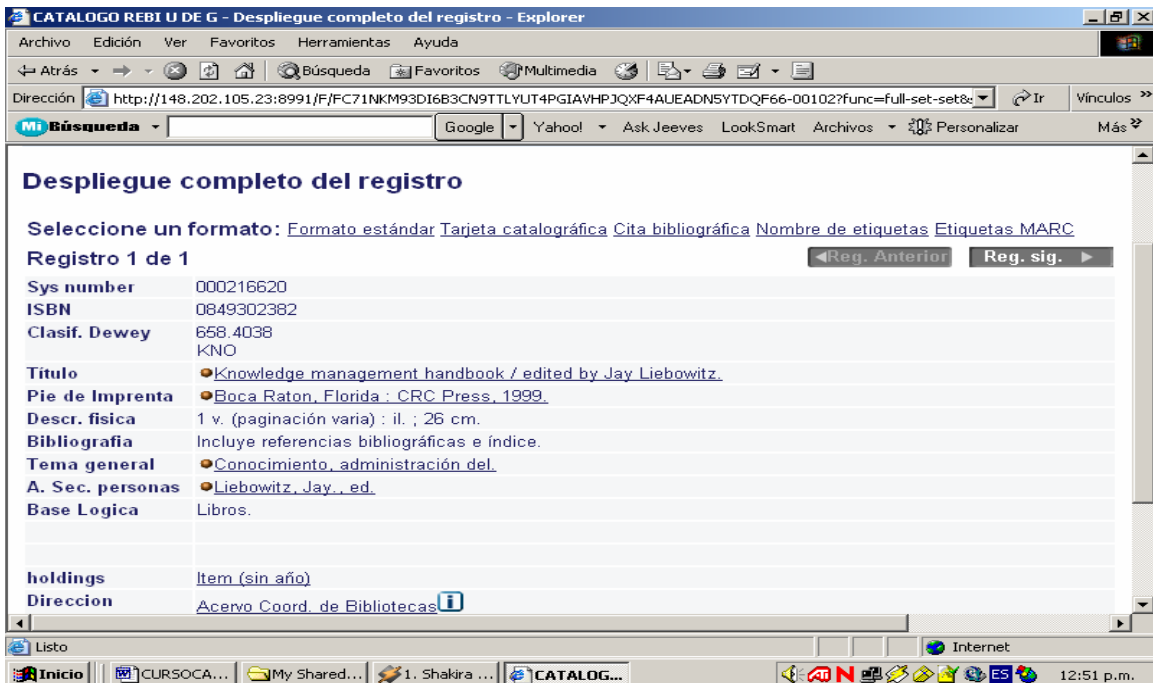 CATALOGO REBI U DE G - Despliegue completo del registro - Explorer
Archivo Edición Ver Favoritos Herramientas Ayuda
Atrás Búsqueda Favoritos Multimedia
Dirección http://148.202.105.23:8991/F/FC71NKM93DI6B3CN9TTLYUT4PGIAVHPJQXF4AUEADN5YTDQF66-00102?func=full-set-set& Ir Vínculos »
Mi Búsqueda Google Yahoo! Ask Jeeves LookSmart Archivos Personalizar Más
Despliegue completo del registro
Seleccione un formato: Formato estándar Tarjeta catalográfica Cita bibliográfica Nombre de etiquetas Etiquetas MARC
Registro 1 de 1 Reg. Anterior Reg. sig.
Sys number 000216620
ISBN 0849302382
Clasif. Dewey 658.4038
KNO
Título Knowledge management handbook / edited by Jay Liebowitz.
Pie de Imprenta Boca Raton, Florida : CRC Press, 1999.
Descr. fisica 1 v. (paginación varia) : il. ; 26 cm.
Bibliografia Incluye referencias bibliográficas e índice.
Tema general Conocimiento, administración del.
A. Sec. personas Liebowitz, Jay., ed.
Base Logica Libros.
holdings Item (sin año)
Direccion Acervo Coord. de Bibliotecas i
Listo Internet
Inicio CURSOCA... My Shared... 1. Shakira ... CATALOG... N ES 12:51 p.m.